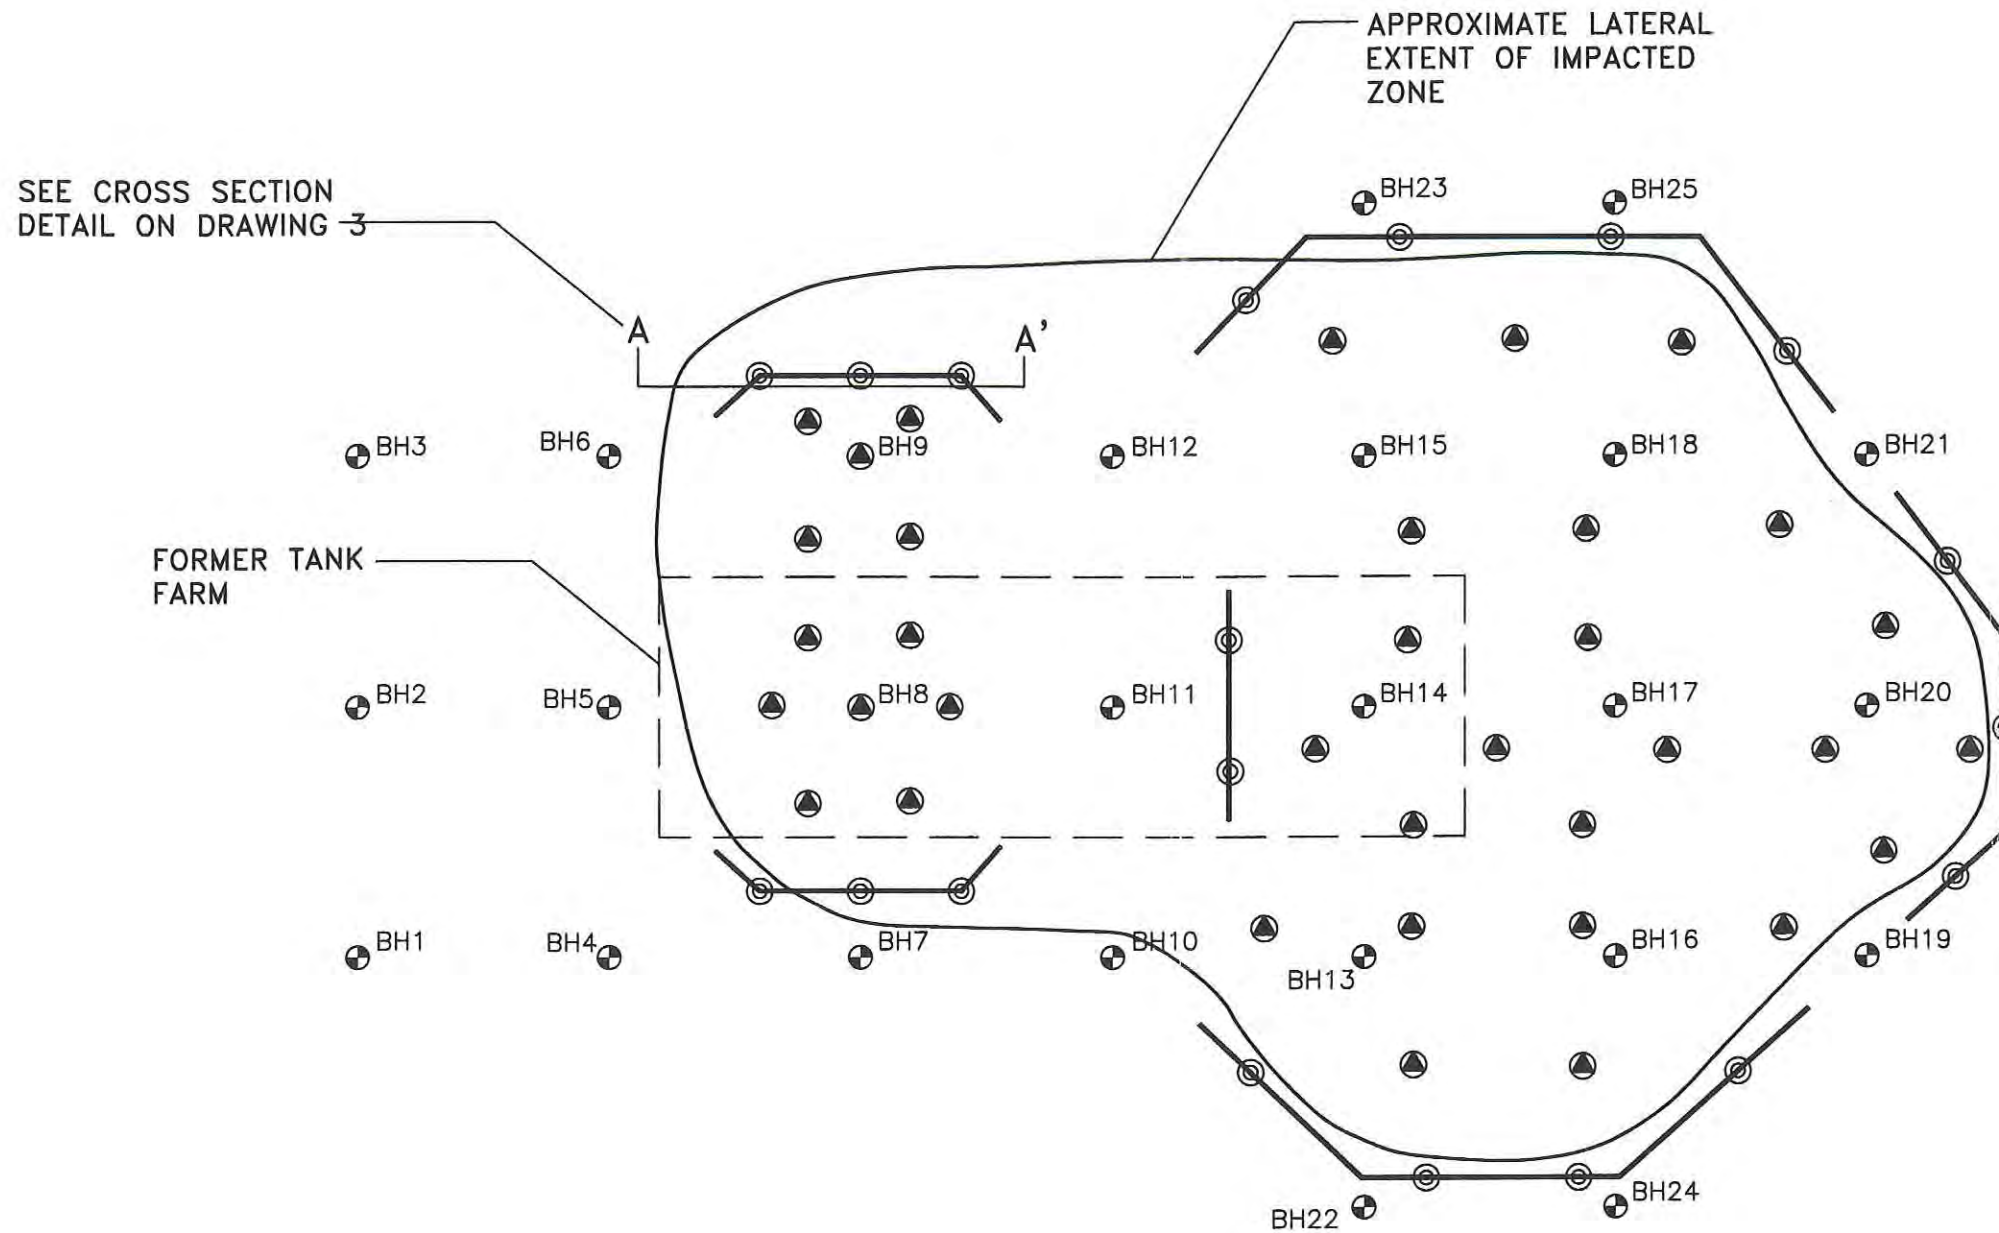 APPROXIMATE LATERAL
EXTENT OF IMPACTED
ZONE
SEE CROSS SECTION
DETAIL ON DRAWING 3
BH23
BH25
A
A'
BH3
BH6
BH9
BH12
BH15
BH18
BH21
FORMER TANK
FARM
BH2
BH5
BH8
BH11
BH14
BH17
BH20
BH1
BH4
BH7
BH10
BH13
BH16
BH19
BH22
BH24